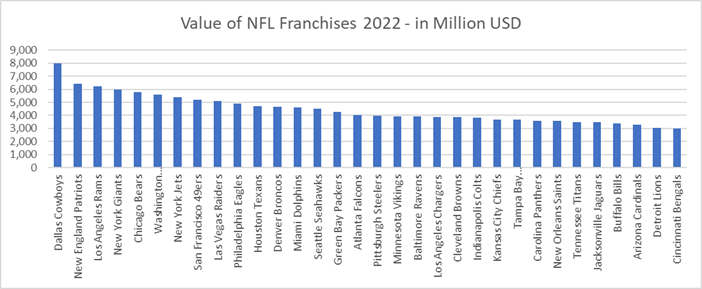 Value of NFL Franchises 2022 - in Million USD
9,000
8,000
7,000
6,000
5,000
4,000
3,000
2,000
1,000
0
Dallas Cowboys
New England Patriots
Los Angeles Rams
New York Giants
Chicago Bears
Washington...
New York Jets
San Francisco 49ers
Las Vegas Raiders
Philadelphia Eagles
Houston Texans
Denver Broncos
Miami Dolphins
Seattle Seahawks
Green Bay Packers
Atlanta Falcons
Pittsburgh Steelers
Minnesota Vikings
Baltimore Ravens
Los Angeles Chargers
Cleveland Browns
Indianapolis Colts
Kansas City Chiefs
Tampa Bay...
Carolina Panthers
New Orleans Saints
Tennessee Titans
Jacksonville Jaguars
Buffalo Bills
Arizona Cardinals
Detroit Lions
Cincinnati Bengals